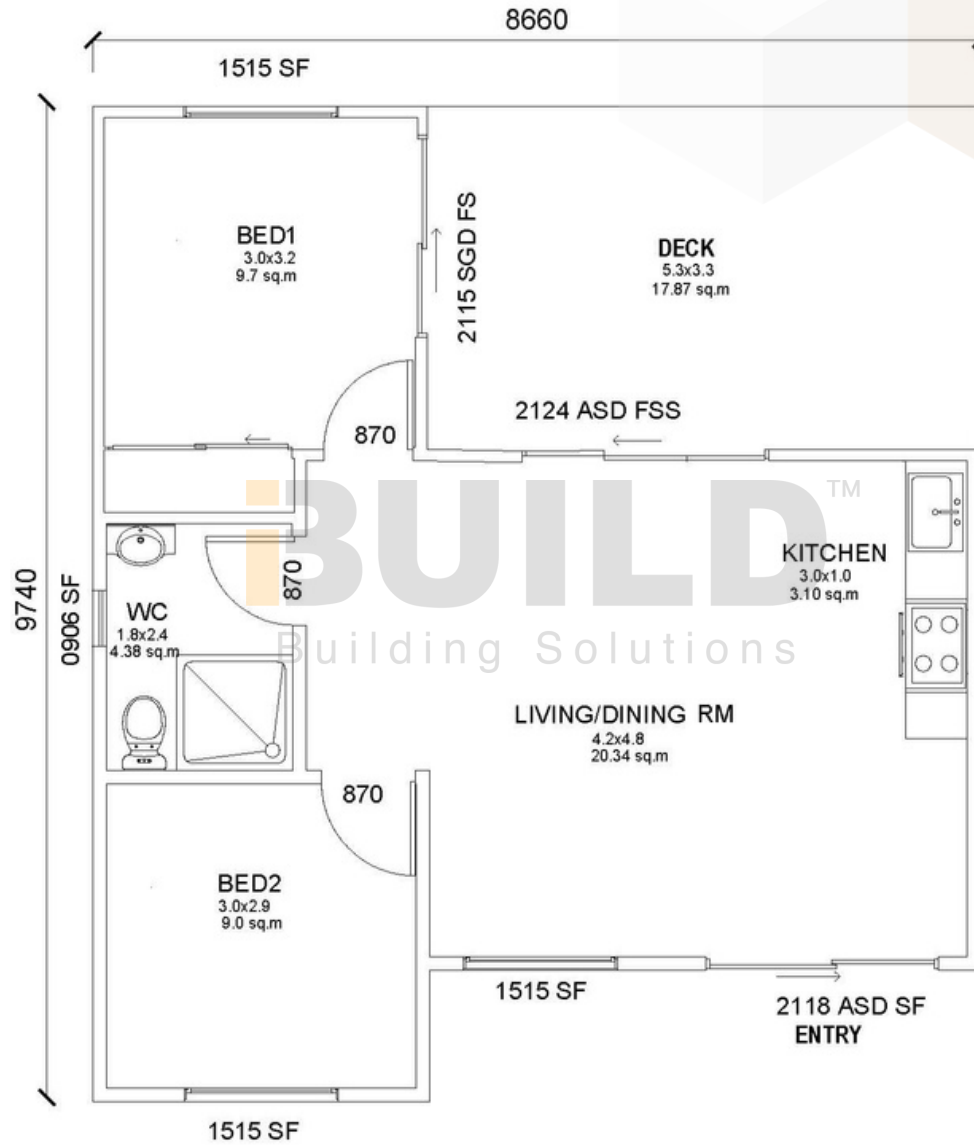 8660
1515 SF
BED1
3.0x3.2
9.7 sq.m
2115 SGD FS
DECK
5.3x3.3
17.87 sq.m
2124 ASD FSS
870
iBUILD™
Building Solutions
KITCHEN
3.0x1.0
3.10 sq.m
9740
0906 SF
870
WC
1.8x2.4
4.38 sq.m
LIVING/DINING RM
4.2x4.8
20.34 sq.m
870
BED2
3.0x2.9
9.0 sq.m
1515 SF
2118 ASD SF
ENTRY
1515 SF